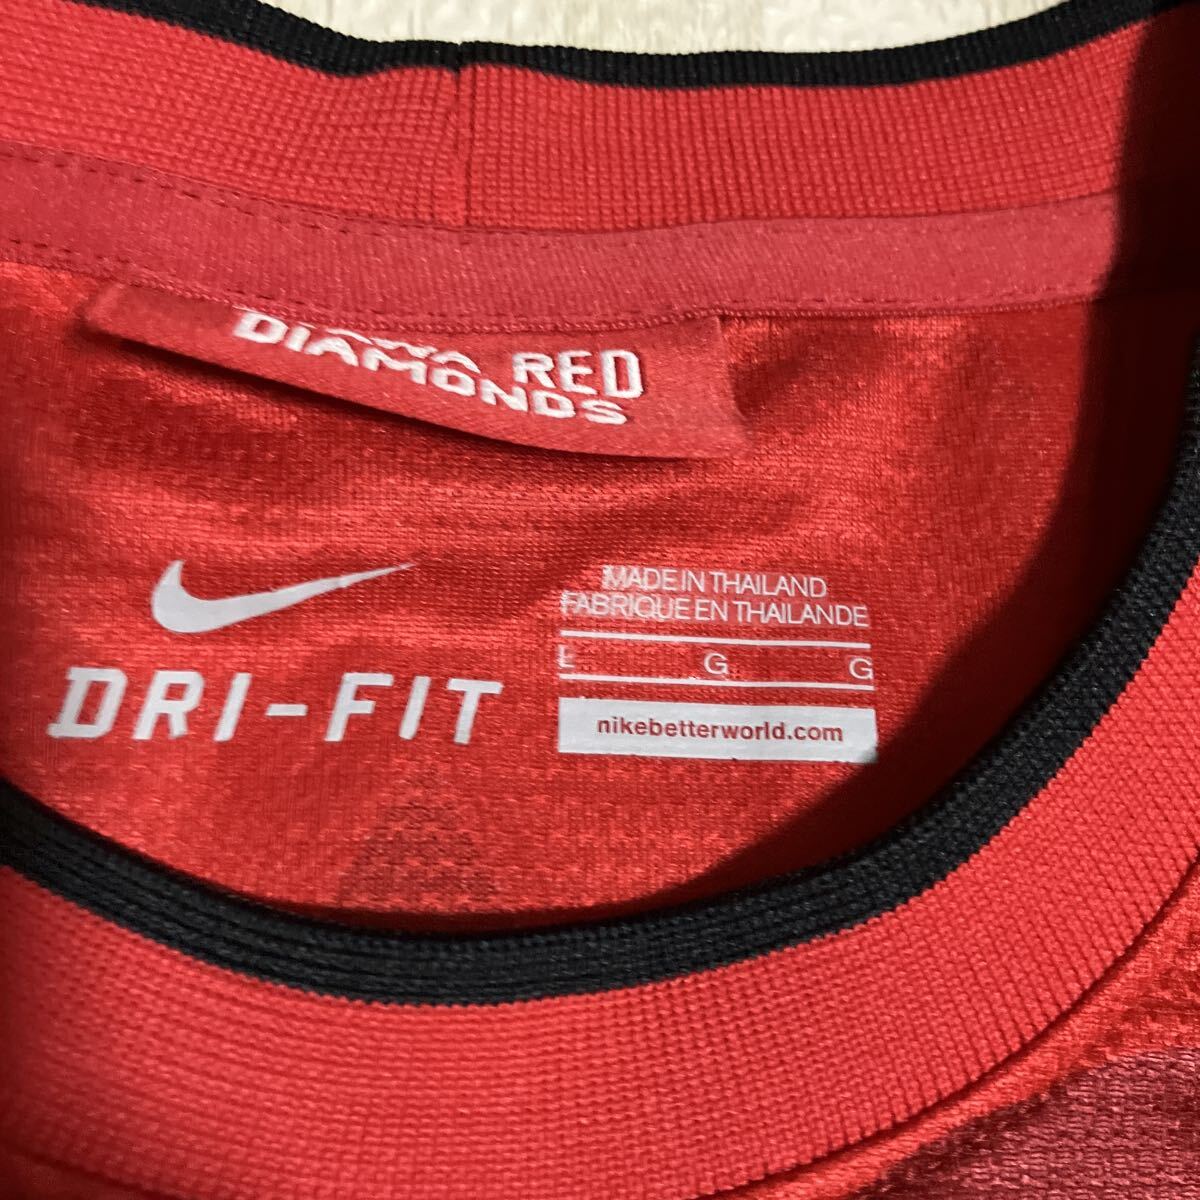 RED
DIAMONDS
DRI-FIT
MADE IN THAILAND
FABRIQUE EN THAILANDE
L G G
nikebetterworld.com